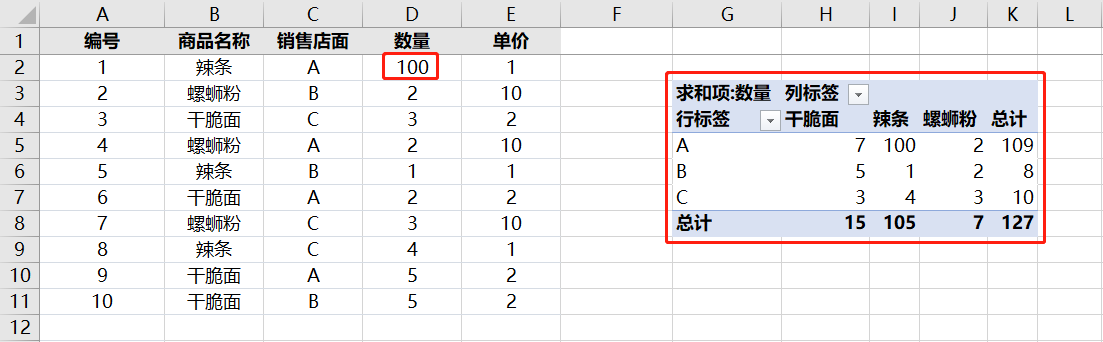 A B C D E F G H I J K L
1 编号 商品名称 销售店面 数量 单价
2 1 辣条 A 100 1
3 2 螺蛳粉 B 2 10 求和项:数量 列标签
4 3 干脆面 C 3 2 行标签 干脆面 辣条 螺蛳粉 总计
5 4 螺蛳粉 A 2 10 A 7 100 2 109
6 5 辣条 B 1 1 B 5 1 2 8
7 6 干脆面 A 2 2 C 3 4 3 10
8 7 螺蛳粉 C 3 10 总计 15 105 7 127
9 8 辣条 C 4 1
10 9 干脆面 A 5 2
11 10 干脆面 B 5 2
12